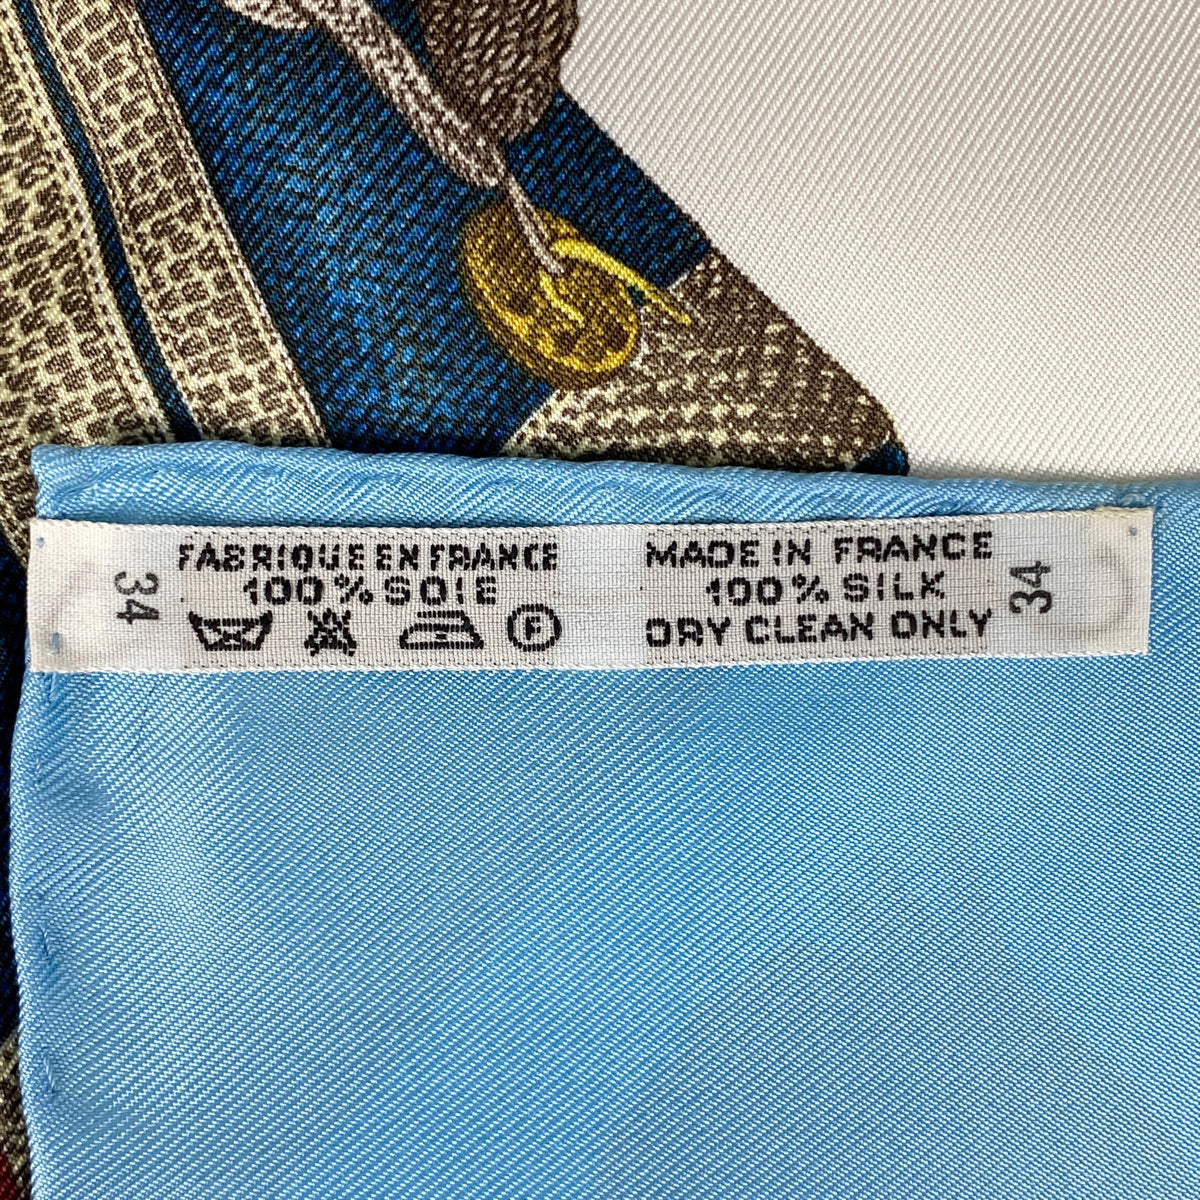 34
FABRIQUE EN FRANCE
100% SOIE
F
MADE IN FRANCE
100% SILK
DRY CLEAN ONLY
34